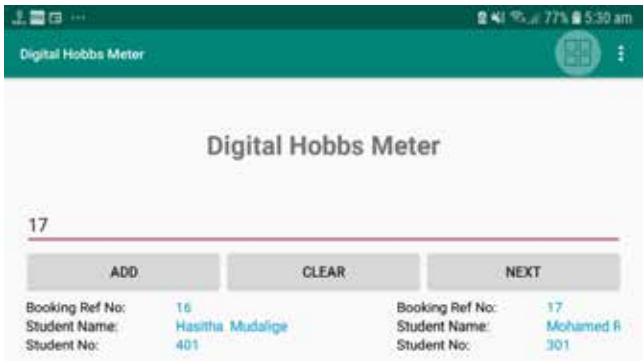 77% 5:30 am
Digital Hobbs Meter
Digital Hobbs Meter
17
ADD CLEAR NEXT
Booking Ref No: 16 Booking Ref No: 17
Student Name: Hasitha Mudalige Student Name: Mohamed R
Student No: 401 Student No: 301